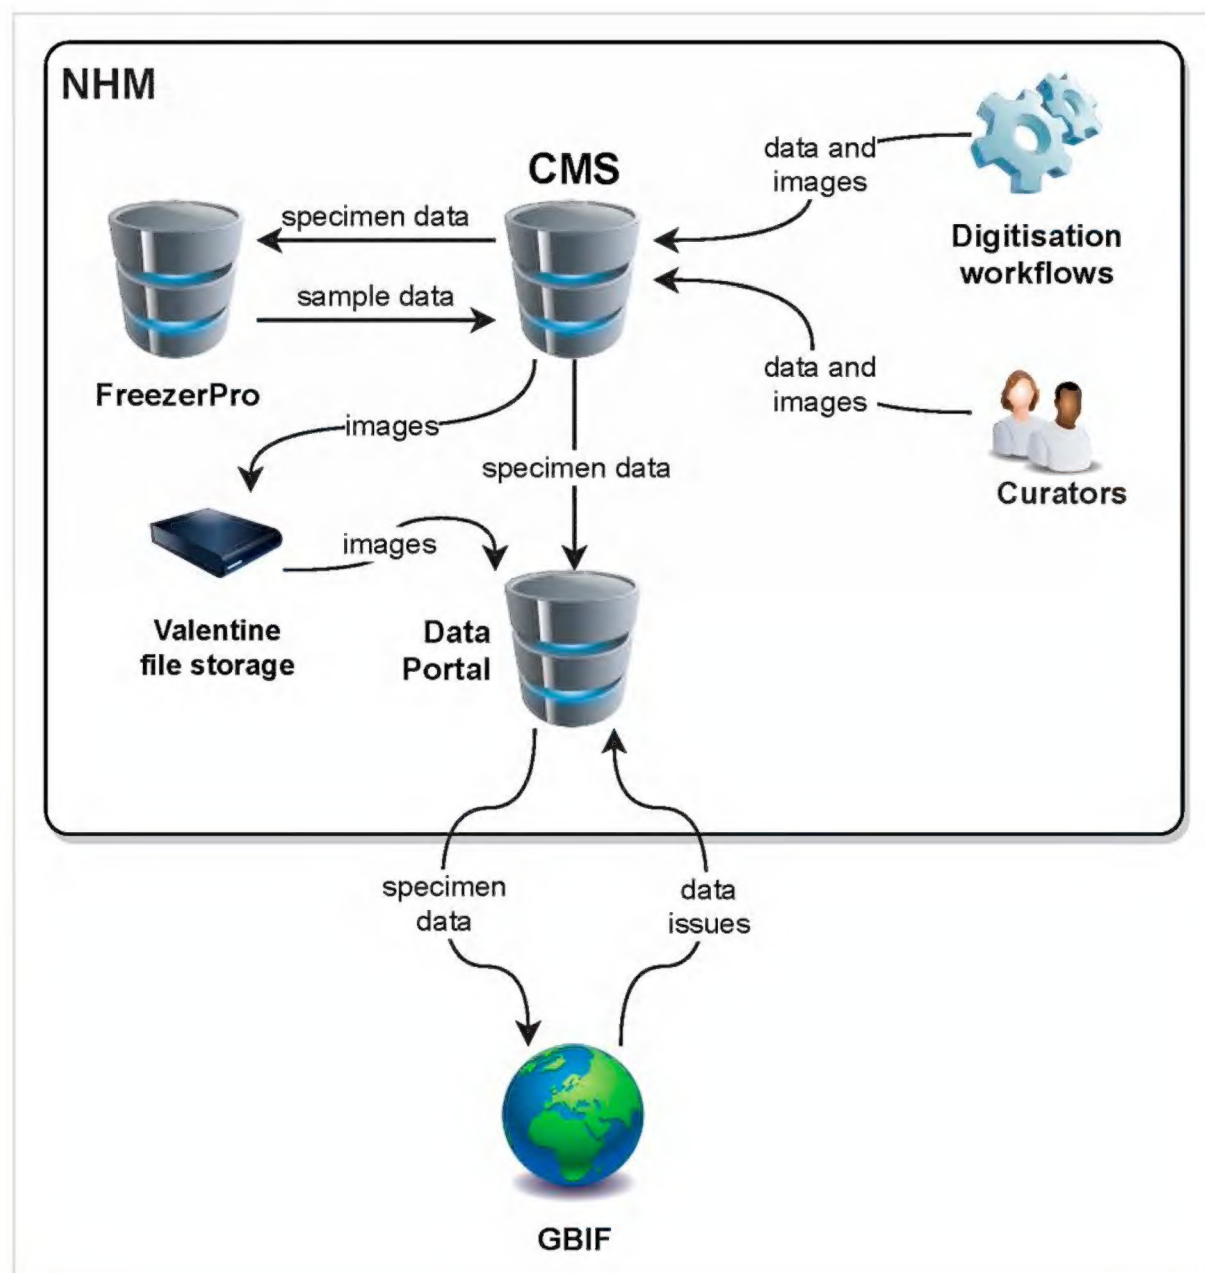 NHM
CMS
data and
images
Digitisation
workflows
specimen data
sample data
FreezerPro
data and
images
Curators
images
specimen data
images
Valentine
file storage
Data
Portal
specimen
data
data
issues
GBIF